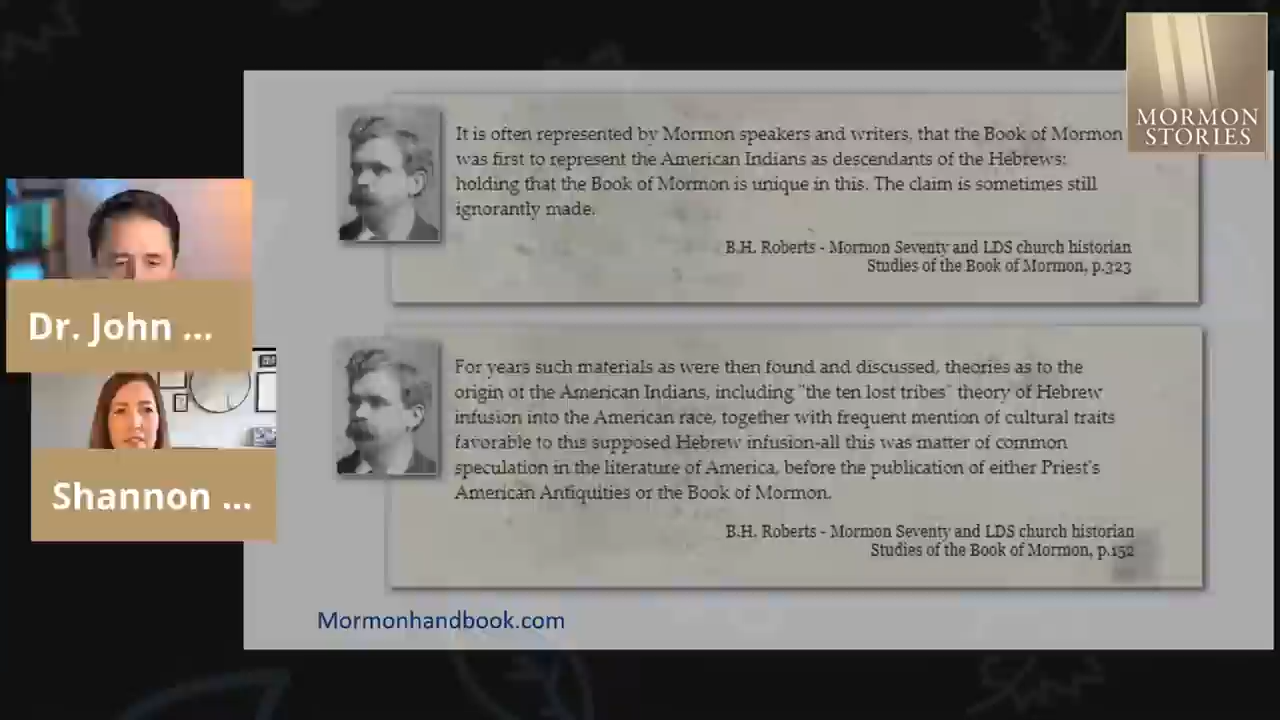 MORMON
STORIES
It is often represented by Mormon speakers and writers, that the Book of Mormon
was first to represent the American Indians as descendants of the Hebrews:
holding that the Book of Mormon is unique in this. The claim is sometimes still
ignorantly made.
B.H. Roberts - Mormon Seventy and LDS church historian
Studies of the Book of Mormon, p.323
Dr. John ...
For years such materials as were then found and discussed, theories as to the
origin of the American Indians, including "the ten lost tribes" theory of Hebrew
infusion into the American race, together with frequent mention of cultural traits
favorable to this supposed Hebrew infusion-all this was matter of common
speculation in the literature of America, before the publication of either Priest's
American Antiquities or the Book of Mormon.
B.H. Roberts - Mormon Seventy and LDS church historian
Studies of the Book of Mormon, p.152
Shannon ...
Mormonhandbook.com